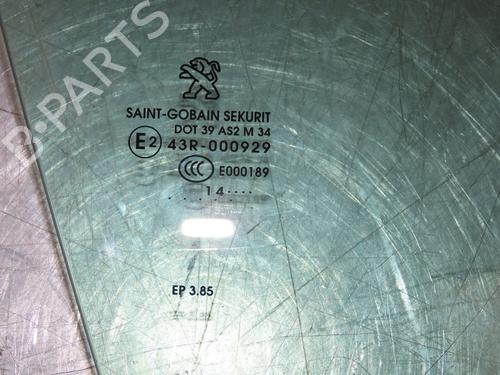 B-PARTS
SAINT-GOBAIN SEKURIT
DOT 39 AS2 M 34
E2 43R-000929
CCC E000189
14....
EP 3.85